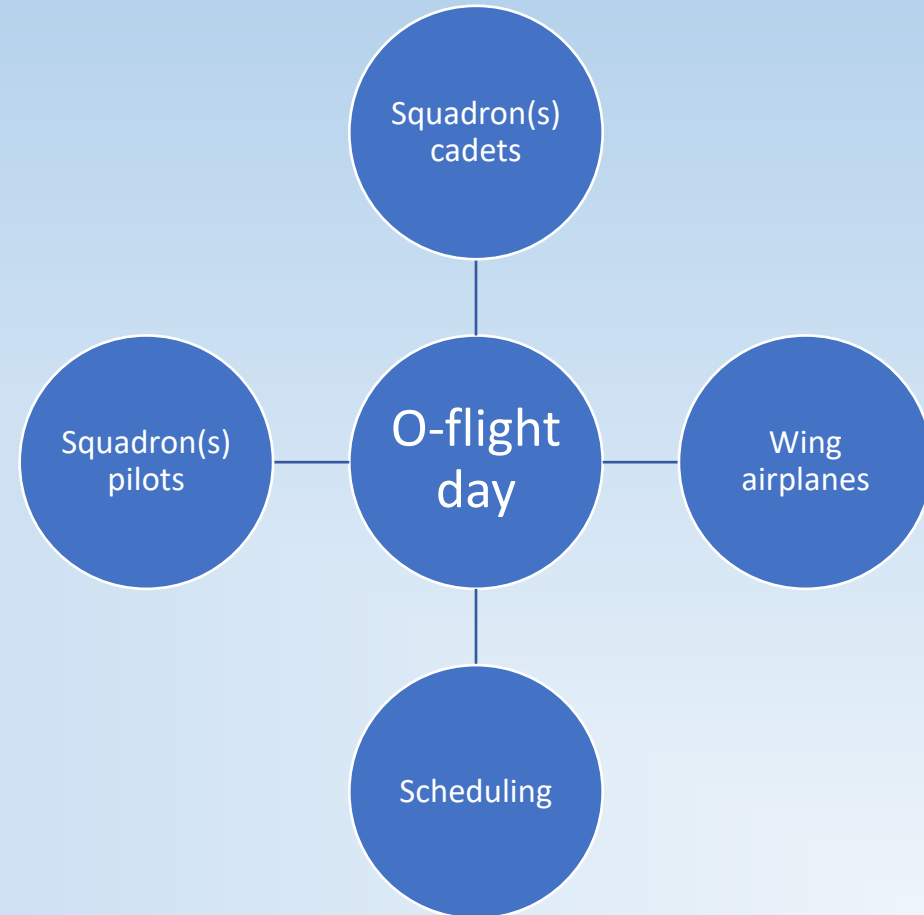 Squadron(s)
cadets
Squadron(s)
pilots
O-flight
day
Wing
airplanes
Scheduling